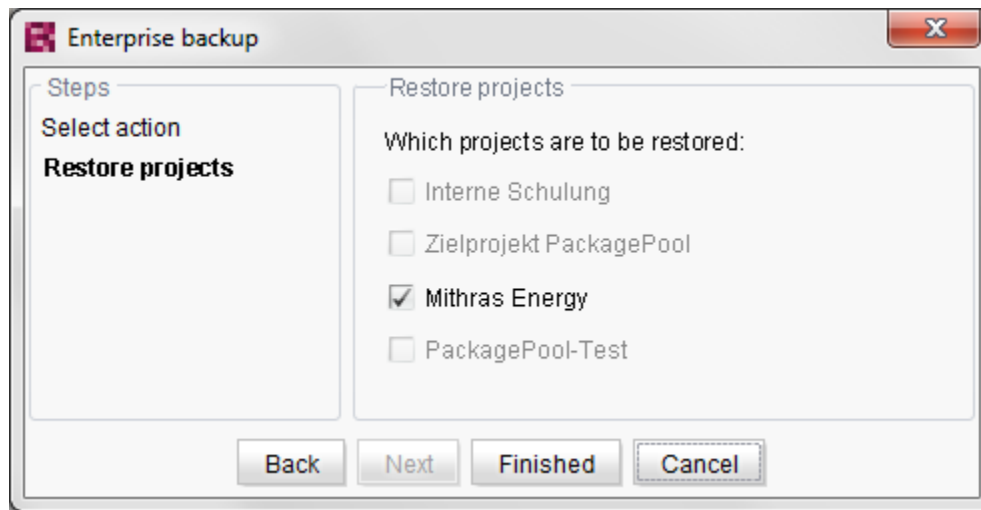 Enterprise backup
Steps
Select action
Restore projects
Restore projects
Which projects are to be restored:
Interne Schulung
Zielprojekt PackagePool
Mithras Energy
PackagePool-Test
Back
Next
Finished
Cancel